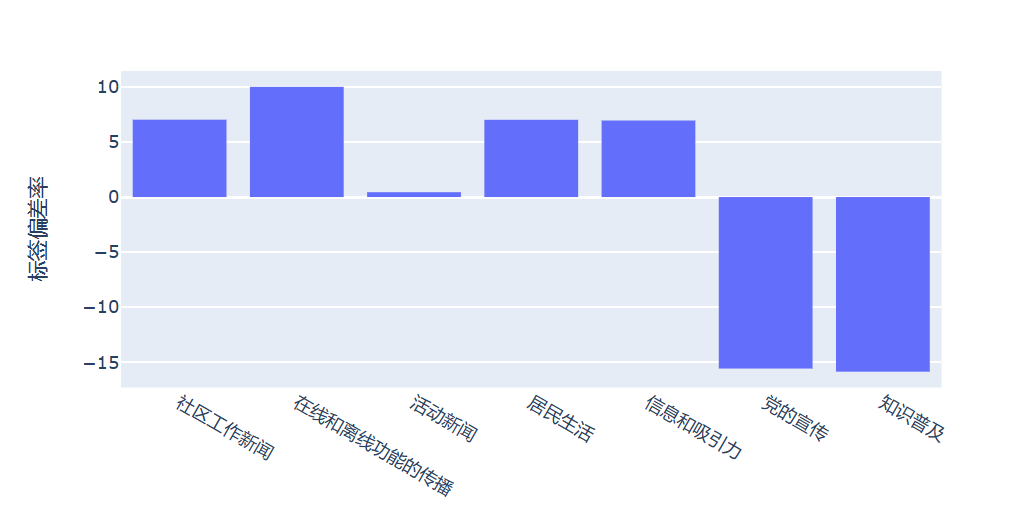 标签偏差率
10
5
0
−5
−10
−15
社区工作新闻
在线和离线功能的传播
活动新闻
居民生活
信息和吸引力
党的宣传
知识普及